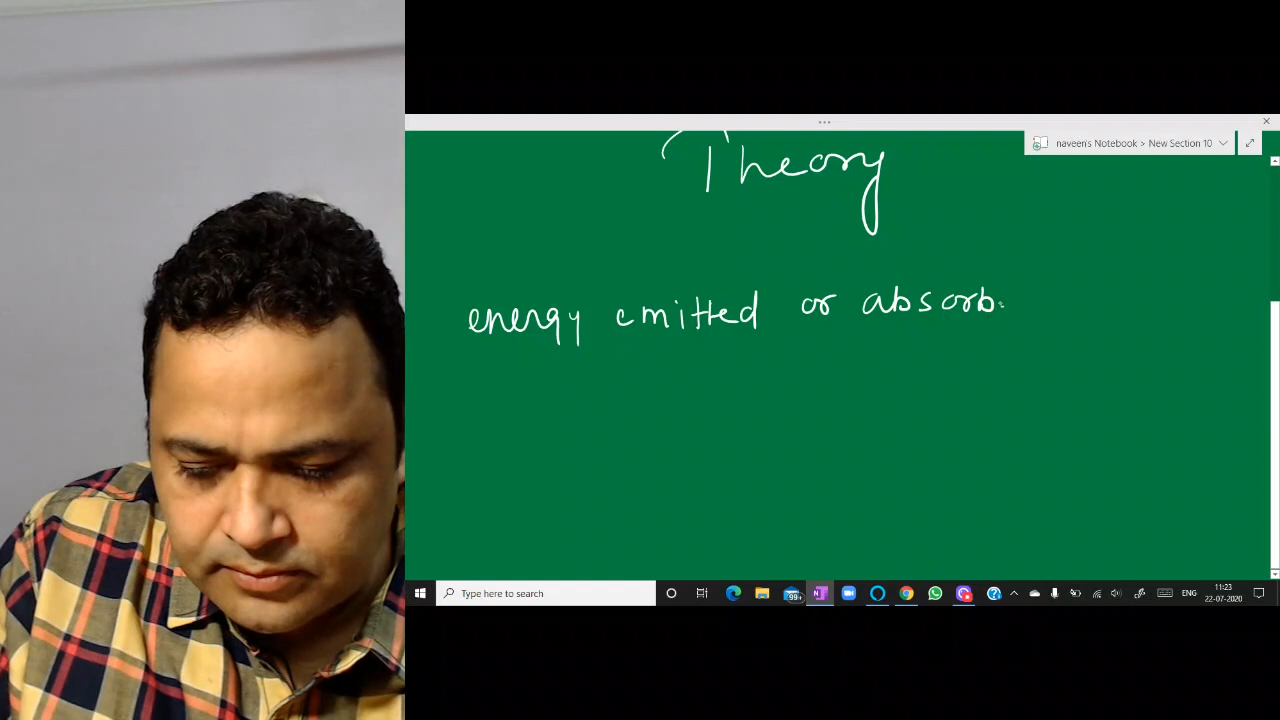 naveen's Notebook > New Section 10
Theory
energy emitted or absorb
Type here to search
99+
ENG
11:23
22-07-2020